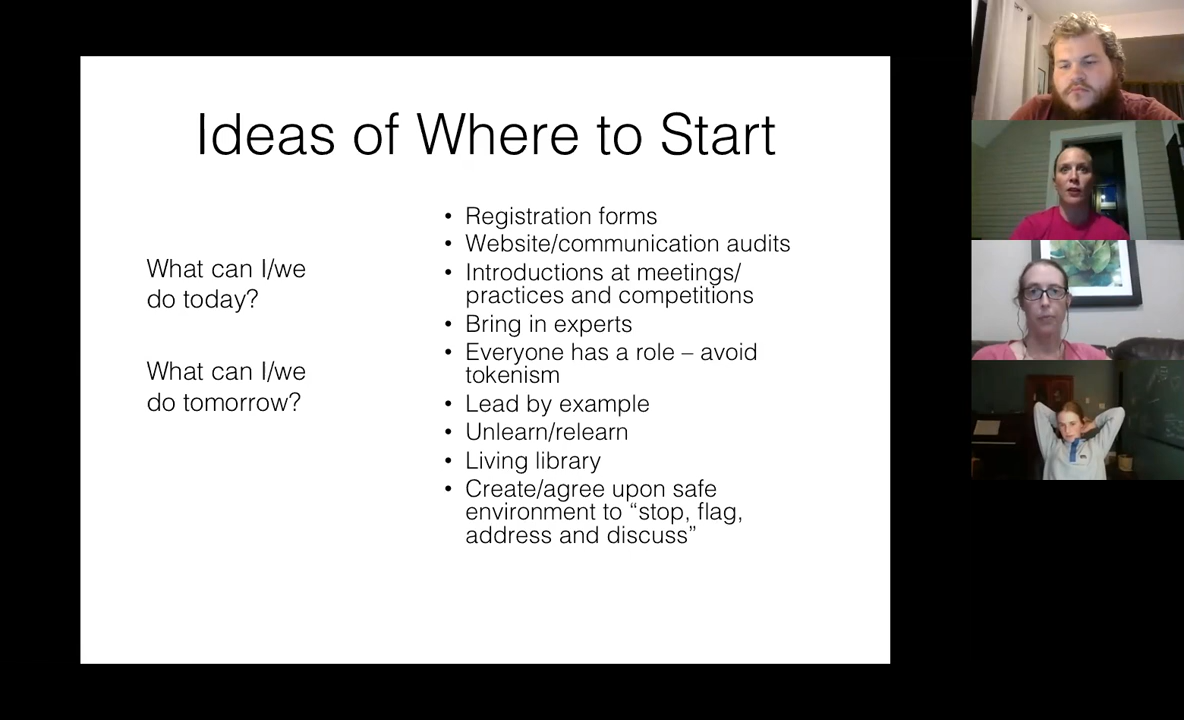 Ideas of Where to Start
What can I/we
do today?
What can I/we
do tomorrow?
• Registration forms
• Website/communication audits
• Introductions at meetings/
practices and competitions
• Bring in experts
• Everyone has a role – avoid
tokenism
• Lead by example
• Unlearn/relearn
• Living library
• Create/agree upon safe
environment to “stop, flag,
address and discuss”